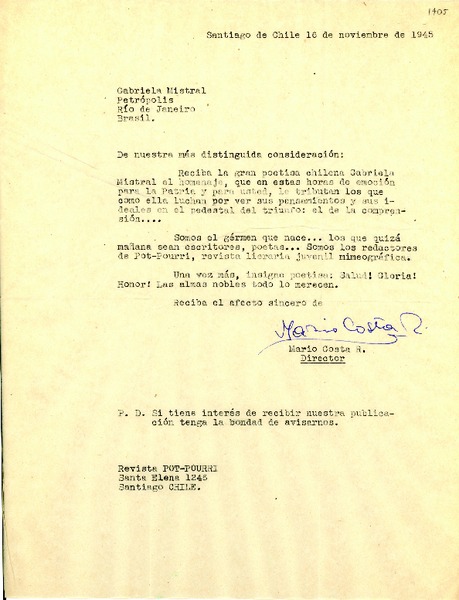 1405
Santiago de Chile 16 de noviembre de 1945
Gabriela Mistral
Petrópolis
Río de Janeiro
Brasil.
De nuestra más distinguida consideración:
Reciba la gran poetisa chilena Gabriela
Mistral el homenaje, que en estas horas de emoción
para la Patria y para usted, le tributan los que
como ella luchan por ver sus pensamientos y sus i-
deales en el pedestal del triunfo: el de la compren-
sión....
Somos el gérmen que nace... los que quizá
mañana sean escritores, poetas... Somos los redactores
de Pot-Pourri, revista liceraria juvenil mimeográfica.
Una vez más, insigne poetisa: Salud! Gloria!
Honor! Las almas nobles todo lo merecen.
Reciba el afecto sincero de
Mario Costa R.
Mario Costa R.
Director
P. D. Si tiene interés de recibir nuestra publica-
ción tenga la bondad de avisarnos.
Revista POT-POURRI
Santa Elena 1245
Santiago CHILE.